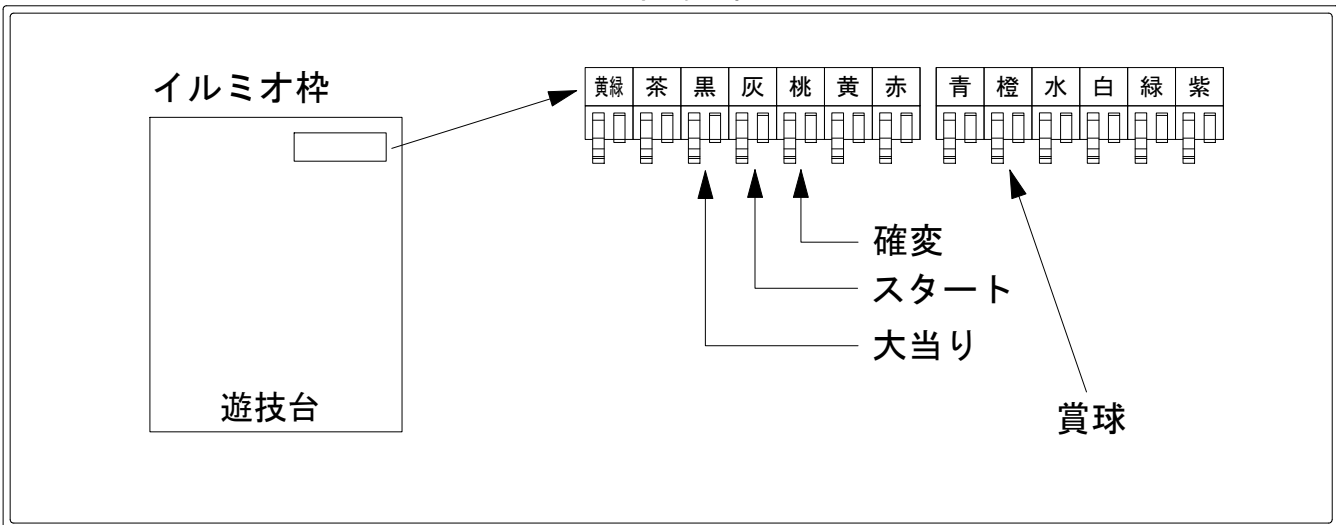 イルミオ枠
黄緑 茶 黒 灰 桃 黄 赤 青 橙 水 白 緑 紫
確変
スタート
大当り
遊技台
賞球